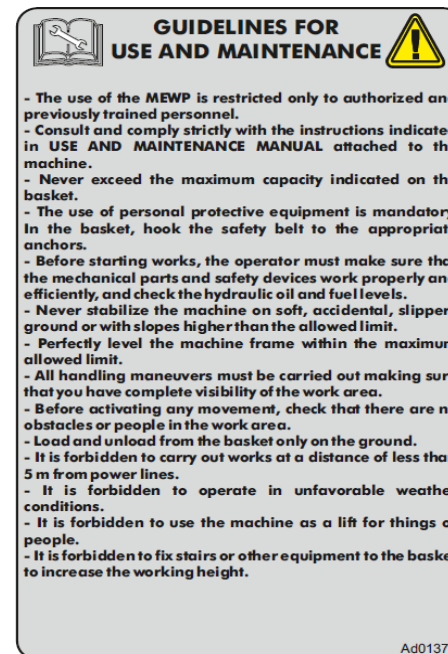 GUIDELINES FOR
USE AND MAINTENANCE
- The use of the MEWP is restricted only to authorized an
previously trained personnel.
- Consult and comply strictly with the instructions indicate
in USE AND MAINTENANCE MANUAL attached to th
machine.
- Never exceed the maximum capacity indicated on th
basket.
- The use of personal protective equipment is mandatory
In the basket, hook the safety belt to the appropriat
anchors.
- Before starting works, the operator must make sure tha
the mechanical parts and safety devices work properly an
efficiently, and check the hydraulic oil and fuel levels.
- Never stabilize the machine on soft, accidental, slipper
ground or with slopes higher than the allowed limit.
- Perfectly level the machine frame within the maximum
allowed limit.
- All handling maneuvers must be carried out making sur
that you have complete visibility of the work area.
- Before activating any movement, check that there are n
obstacles or people in the work area.
- Load and unload from the basket only on the ground.
- It is forbidden to carry out works at a distance of less tha
5 m from power lines.
- It is forbidden to operate in unfavorable weathe
conditions.
- It is forbidden to use the machine as a lift for things o
people.
- It is forbidden to fix stairs or other equipment to the baske
to increase the working height.
Ad0137